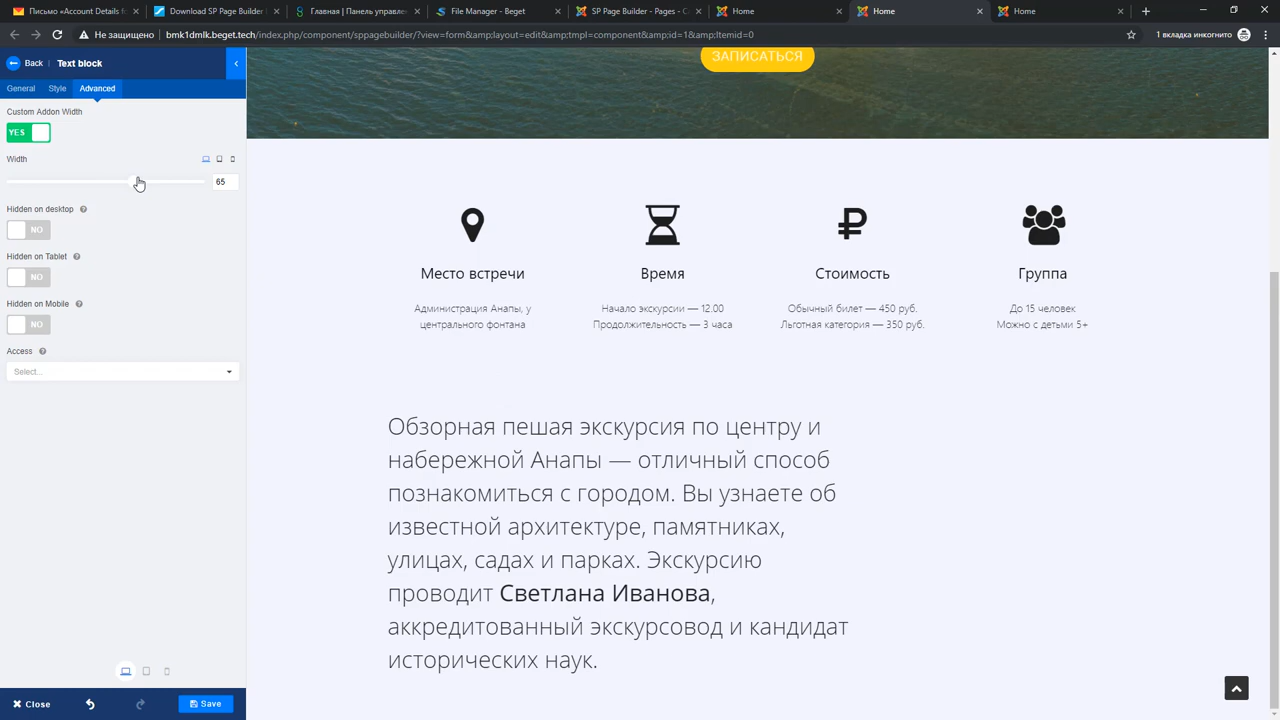 Письмо «Account Details fo
Download SP Page Builder P
Главная | Панель управле
File Manager - Beget
SP Page Builder - Pages - C
Home
Home
Home
Не защищено
bmk1dmlk.beget.tech/index.php/component/sppagebuilder/?view=form&amp;layout=edit&amp;tmpl=component&amp;id=1&amp;Itemid=0
1 вкладка инкогнито
Back
Text block
General
Style
Advanced
Custom Addon Width
YES
Width
65
Hidden on desktop
NO
Hidden on Tablet
NO
Hidden on Mobile
NO
Access
Select...
Close
Save
ЗАПИСАТЬСЯ
Место встречи
Администрация Анапы, у
центрального фонтана
Время
Начало экскурсии — 12.00
Продолжительность — 3 часа
Стоимость
Обычный билет — 450 руб.
Льготная категория — 350 руб.
Группа
До 15 человек
Можно с детьми 5+
Обзорная пешая экскурсия по центру и
набережной Анапы — отличный способ
познакомиться с городом. Вы узнаете об
известной архитектуре, памятниках,
улицах, садах и парках. Экскурсию
проводит Светлана Иванова,
аккредитованный экскурсовод и кандидат
исторических наук.